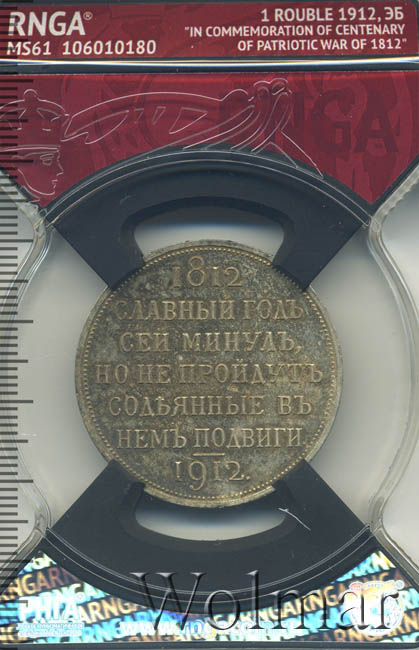 RNGA®
MS61 106010180
1 ROUBLE 1912, ЭБ
"IN COMMEMORATION OF CENTENARY
OF PATRIOTIC WAR OF 1812"
RNGA
1812
СЛАВНЫЙ ГОДЪ
СЕЙ МИНУЛЪ,
НО НЕ ПРОЙДУТЪ
СОДѢЯННЫЕ ВЪ
НЕМЪ ПОДВИГИ.
1912.
Wolmar